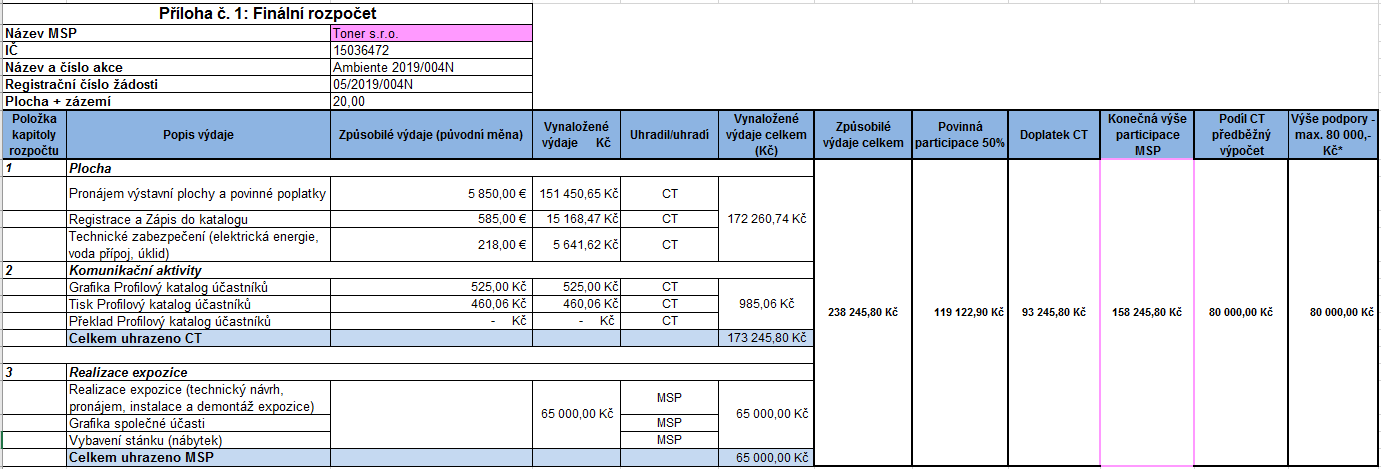 Příloha č. 1: Finální rozpočet
Název MSP Toner s.r.o.
IČ 15036472
Název a číslo akce Ambiente 2019/004N
Registrační číslo žádosti 05/2019/004N
Plocha + zázemí 20,00
Položka kapitoly rozpočtu Popis výdaje Způsobilé výdaje (původní měna) Vynaložené výdaje Kč Uhradil/uhradí Vynaložené výdaje celkem (Kč) Způsobilé výdaje celkem Povinná participace 50% Doplatek CT Konečná výše participace MSP Podíl CT předběžný výpočet Výše podpory - max. 80 000,- Kč*
1 Plocha
Pronájem výstavní plochy a povinné poplatky 5 850,00 € 151 450,65 Kč CT
Registrace a Zápis do katalogu 585,00 € 15 168,47 Kč CT 172 260,74 Kč
Technické zabezpečení (elektrická energie, voda přípoj, úklid) 218,00 € 5 641,62 Kč CT
2 Komunikační aktivity
Grafika Profilový katalog účastníků 525,00 Kč 525,00 Kč CT
Tisk Profilový katalog účastníků 460,06 Kč 460,06 Kč CT 985,06 Kč
238 245,80 Kč 119 122,90 Kč 93 245,80 Kč 158 245,80 Kč 80 000,00 Kč 80 000,00 Kč
Překlad Profilový katalog účastníků - Kč - Kč CT
Celkem uhrazeno CT 173 245,80 Kč
3 Realizace expozice
Realizace expozice (technický návrh, pronájem, instalace a demontáž expozice) MSP
65 000,00 Kč 65 000,00 Kč
Grafika společné účasti MSP
Vybavení stánku (nábytek) MSP
Celkem uhrazeno MSP 65 000,00 Kč